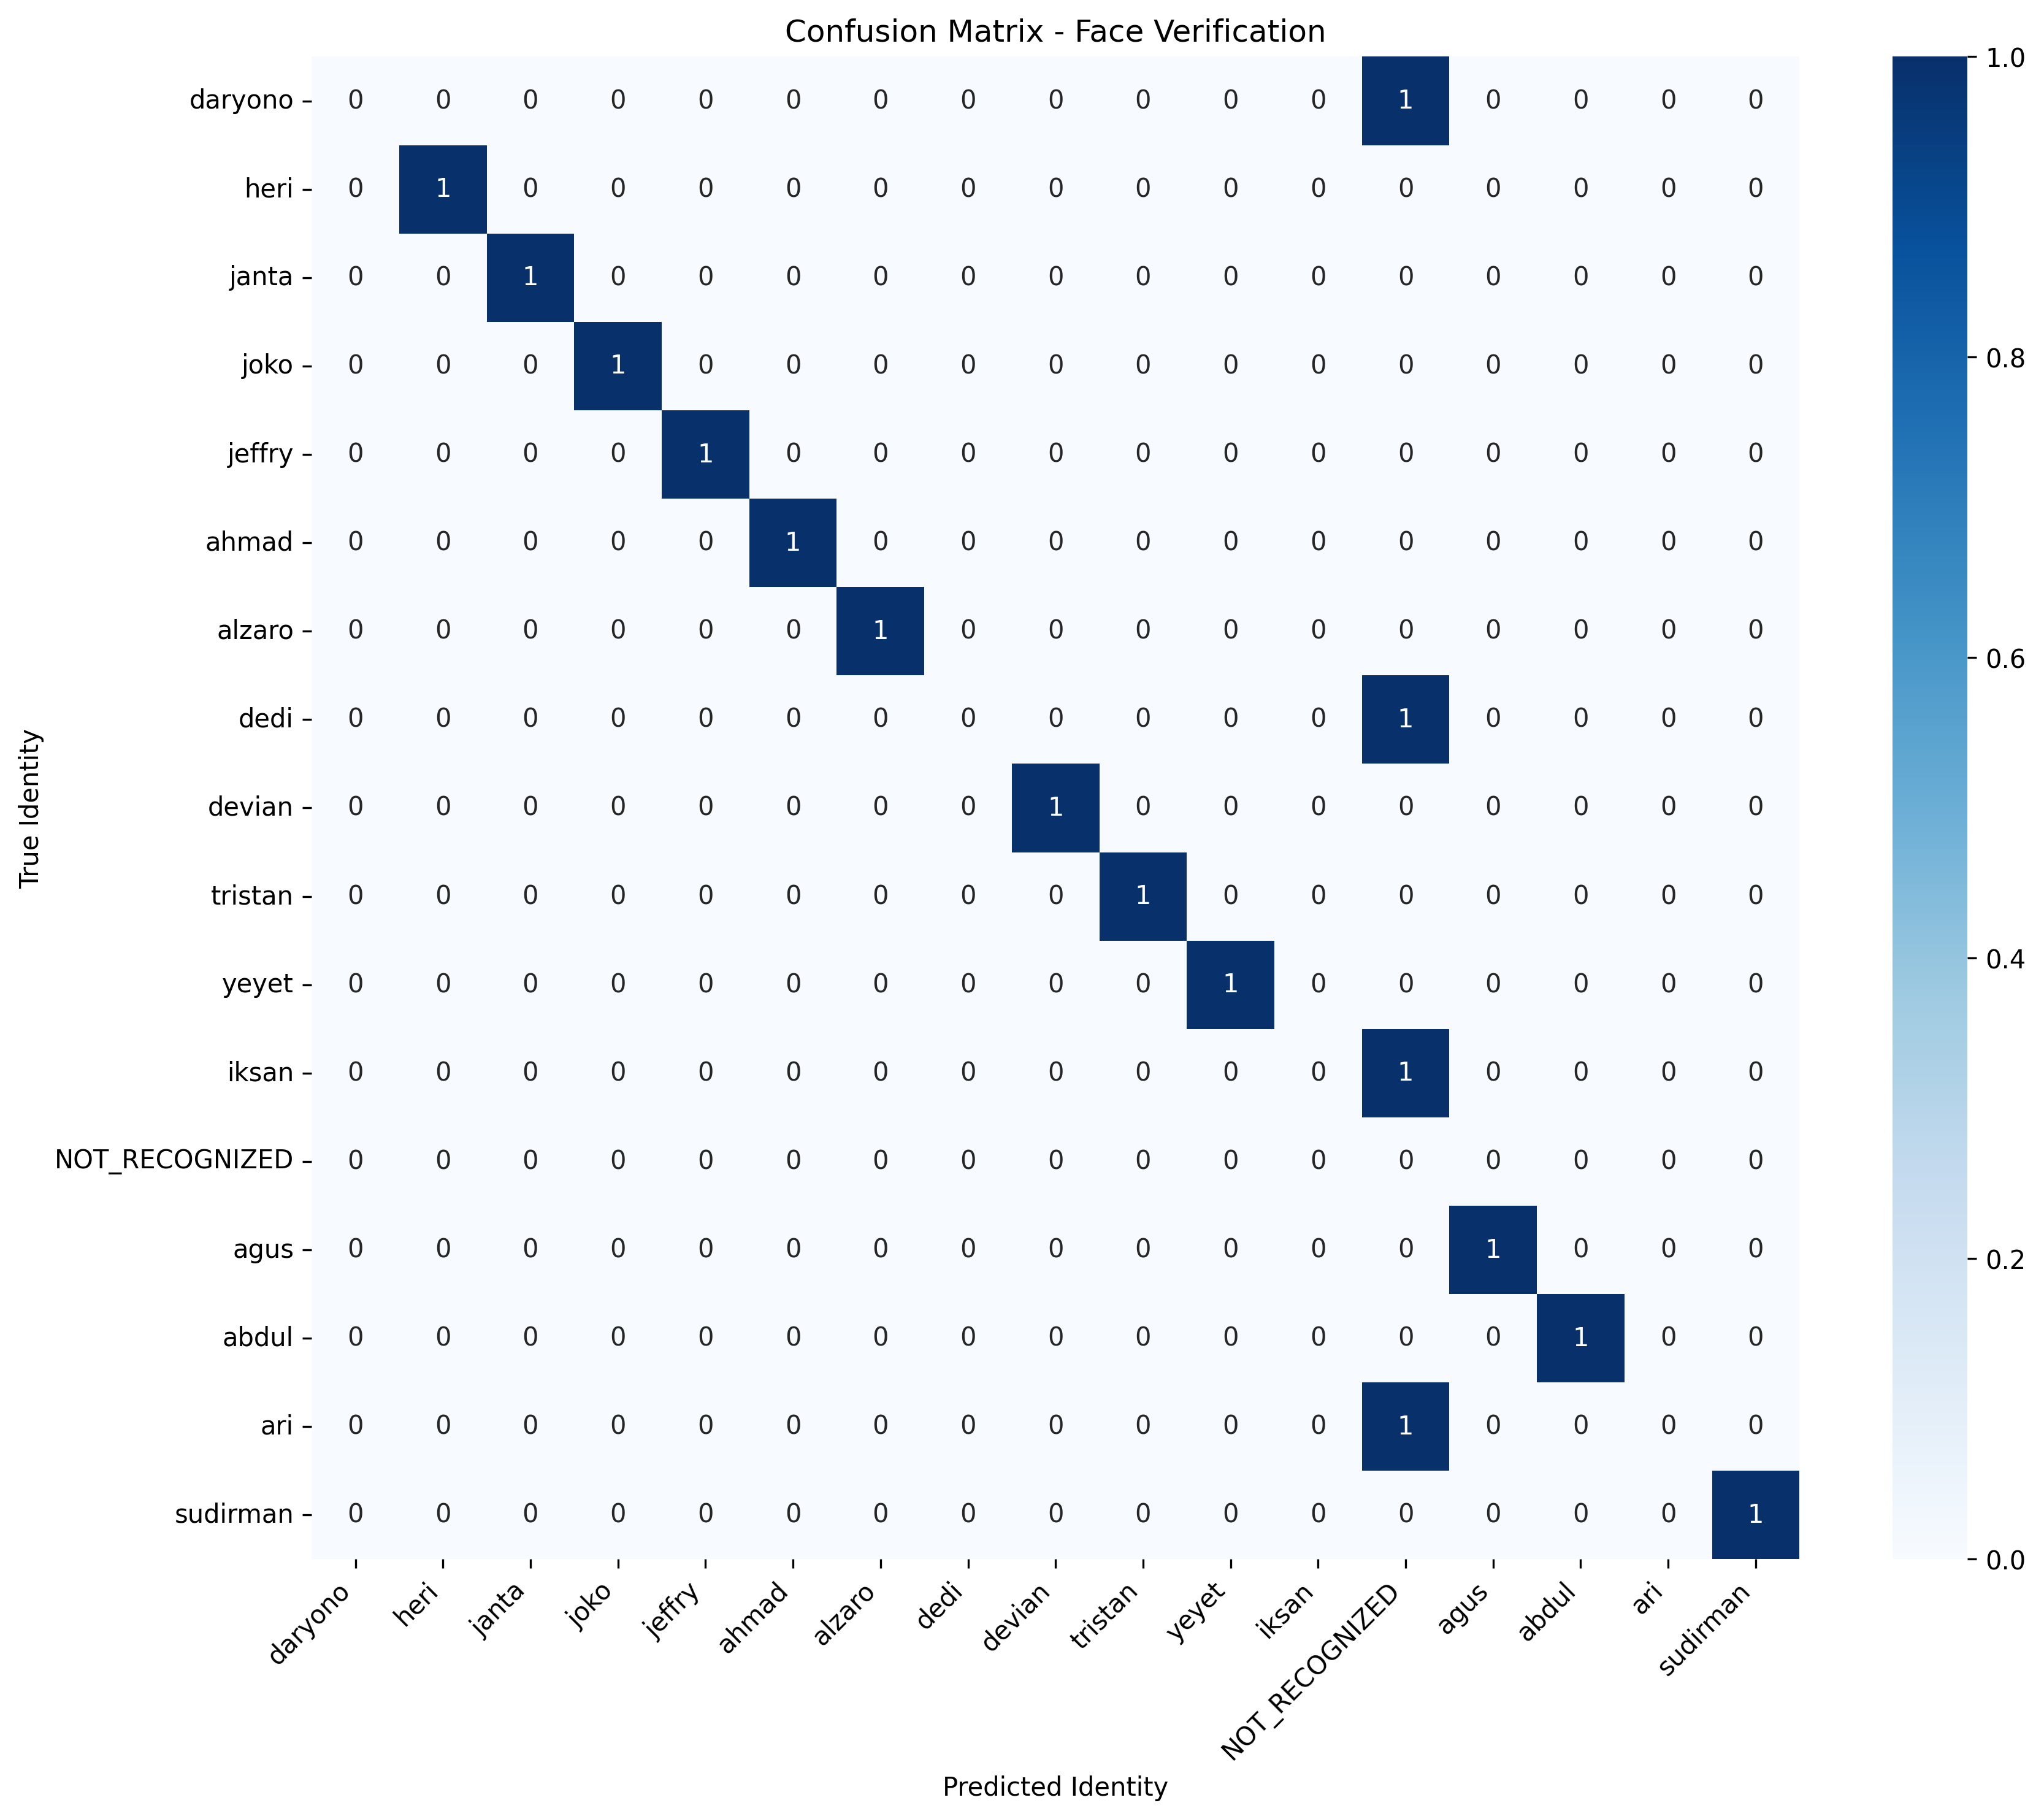 Confusion Matrix - Face Verification
daryono 0 0 0 0 0 0 0 0 0 0 0 0 1 0 0 0 0
heri 0 1 0 0 0 0 0 0 0 0 0 0 0 0 0 0 0
janta 0 0 1 0 0 0 0 0 0 0 0 0 0 0 0 0 0
joko 0 0 0 1 0 0 0 0 0 0 0 0 0 0 0 0 0
jeffry 0 0 0 0 1 0 0 0 0 0 0 0 0 0 0 0 0
ahmad 0 0 0 0 0 1 0 0 0 0 0 0 0 0 0 0 0
alzaro 0 0 0 0 0 0 1 0 0 0 0 0 0 0 0 0 0
dedi 0 0 0 0 0 0 0 0 0 0 0 0 1 0 0 0 0
devian 0 0 0 0 0 0 0 0 1 0 0 0 0 0 0 0 0
tristan 0 0 0 0 0 0 0 0 0 1 0 0 0 0 0 0 0
yeyet 0 0 0 0 0 0 0 0 0 0 1 0 0 0 0 0 0
iksan 0 0 0 0 0 0 0 0 0 0 0 0 1 0 0 0 0
NOT_RECOGNIZED 0 0 0 0 0 0 0 0 0 0 0 0 0 0 0 0 0
agus 0 0 0 0 0 0 0 0 0 0 0 0 0 1 0 0 0
abdul 0 0 0 0 0 0 0 0 0 0 0 0 0 0 1 0 0
ari 0 0 0 0 0 0 0 0 0 0 0 0 1 0 0 0 0
sudirman 0 0 0 0 0 0 0 0 0 0 0 0 0 0 0 0 1
daryono heri janta joko jeffry ahmad alzaro dedi devian tristan yeyet iksan NOT_RECOGNIZED agus abdul ari sudirman
Predicted Identity
True Identity
1.0
0.8
0.6
0.4
0.2
0.0